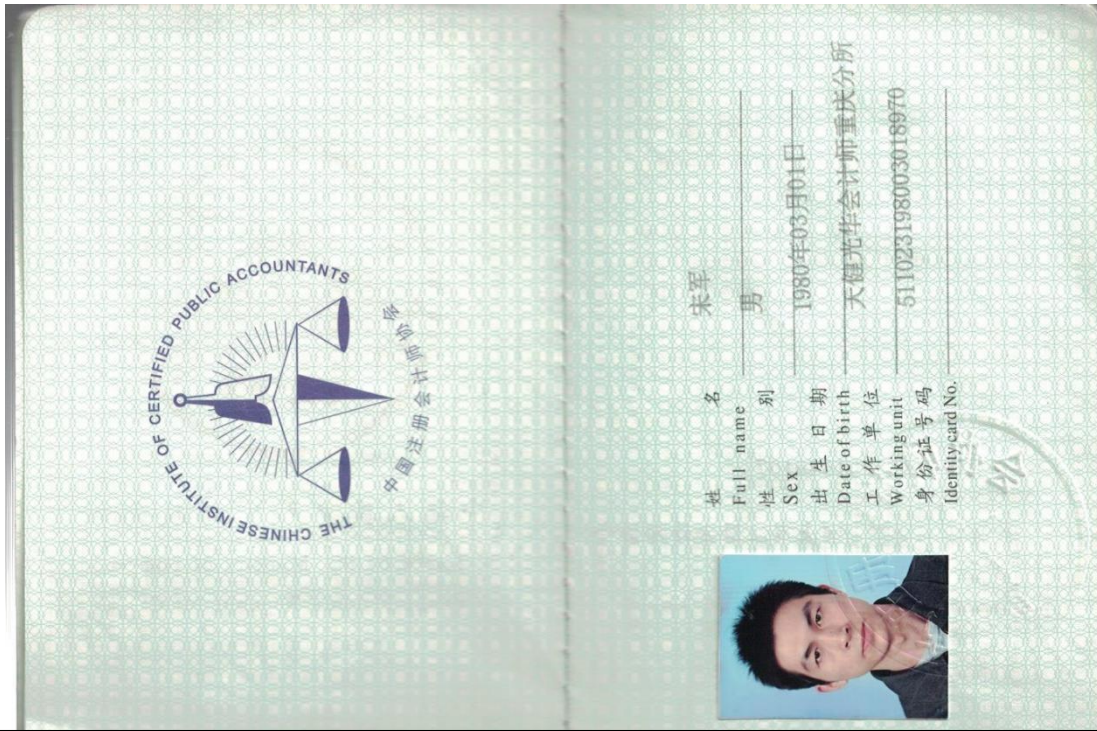 THE CHINESE INSTITUTE OF CERTIFIED PUBLIC ACCOUNTANTS
中国注册会计师协会
姓 名 宋军
Full name
性 别 男
Sex
出 生 日 期 1980年03月01日
Date of birth
工 作 单 位 天健光华会计师重庆分所
Working unit
身 份 证 号 码 511023198003018970
Identity card No.